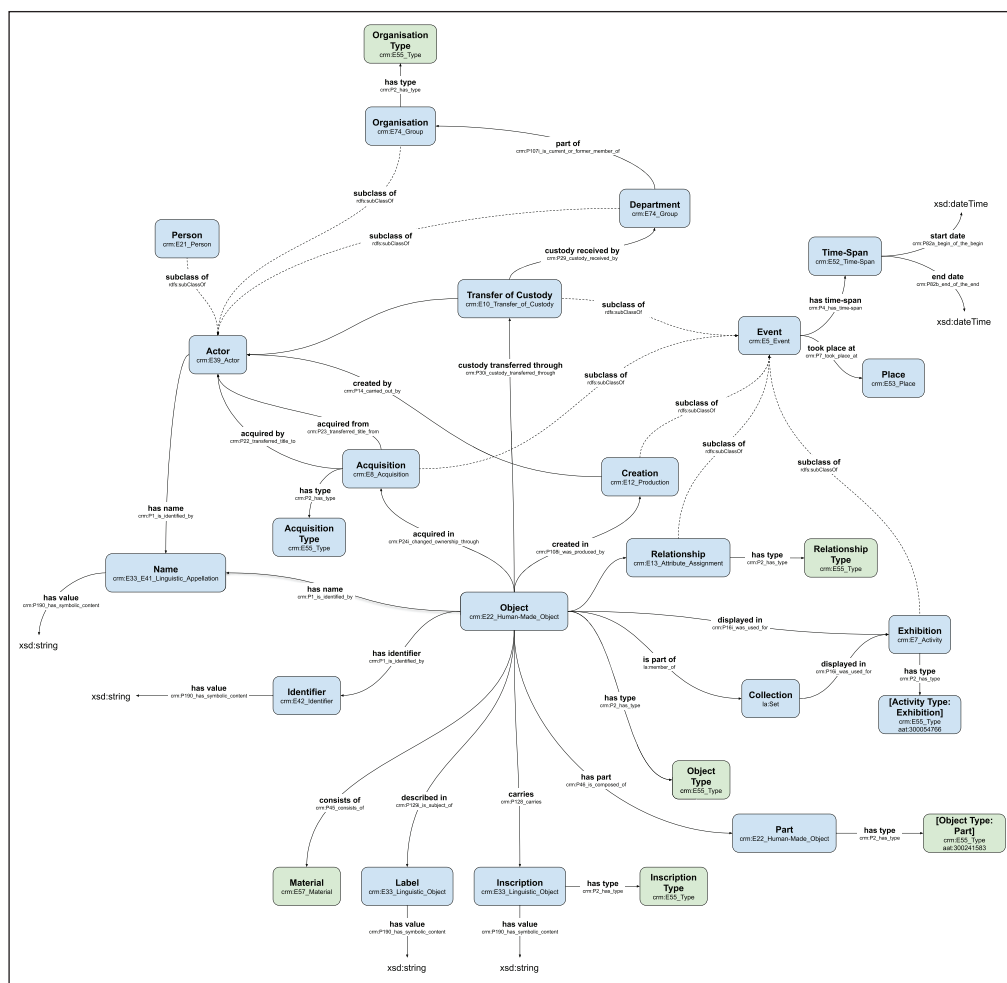 Organisation
Type
crm:E55_Type
has type
crm:P2_has_type
Organisation
crm:E74_Group
part of
crm:P107i_is_current_or_former_member_of
subclass of
rdfs:subClassOf
Department
crm:E74_Group
xsd:dateTime
Person
crm:E21_Person
subclass of
rdfs:subClassOf
start date
crm:P82a_begin_of_the_begin
custody received by
crm:P29_custody_received_by
Time-Span
crm:E52_Time-Span
subclass of
rdfs:subClassOf
end date
crm:P82b_end_of_the_end
Transfer of Custody
crm:E10_Transfer_of_Custody
subclass of
rdfs:subClassOf
has time-span
crm:P4_has_time-span
xsd:dateTime
Event
crm:E5_Event
Actor
crm:E39_Actor
took place at
crm:P7_took_place_at
custody transferred through
crm:P30i_custody_transferred_through
Place
crm:E53_Place
created by
crm:P14_carried_out_by
subclass of
rdfs:subClassOf
subclass of
rdfs:subClassOf
acquired from
crm:P23_transferred_title_from
acquired by
crm:P22_transferred_title_to
subclass of
rdfs:subClassOf
Acquisition
crm:E8_Acquisition
Creation
crm:E12_Production
subclass of
rdfs:subClassOf
has type
crm:P2_has_type
has name
crm:P1_is_identified_by
Acquisition
Type
crm:E55_Type
acquired in
crm:P24i_changed_ownership_through
created in
crm:P108i_was_produced_by
Relationship
crm:E13_Attribute_Assignment
has type
crm:P2_has_type
Relationship
Type
crm:E55_Type
Name
crm:E33_E41_Linguistic_Appellation
has value
crm:P190_has_symbolic_content
has name
crm:P1_is_identified_by
Object
crm:E22_Human-Made_Object
displayed in
crm:P16i_was_used_for
Exhibition
crm:E7_Activity
xsd:string
has identifier
crm:P1_is_identified_by
is part of
la:member_of
displayed in
crm:P16i_was_used_for
has type
crm:P2_has_type
xsd:string
has value
crm:P190_has_symbolic_content
Identifier
crm:E42_Identifier
has type
crm:P2_has_type
Collection
la:Set
[Activity Type:
Exhibition]
crm:E55_Type
aat:300054766
Object
Type
crm:E55_Type
has part
crm:P46_is_composed_of
consists of
crm:P45_consists_of
described in
crm:P129i_is_subject_of
carries
crm:P128_carries
Part
crm:E22_Human-Made_Object
has type
crm:P2_has_type
[Object Type:
Part]
crm:E55_Type
aat:300241583
Material
crm:E57_Material
Label
crm:E33_Linguistic_Object
Inscription
crm:E33_Linguistic_Object
has type
crm:P2_has_type
Inscription
Type
crm:E55_Type
has value
crm:P190_has_symbolic_content
has value
crm:P190_has_symbolic_content
xsd:string
xsd:string